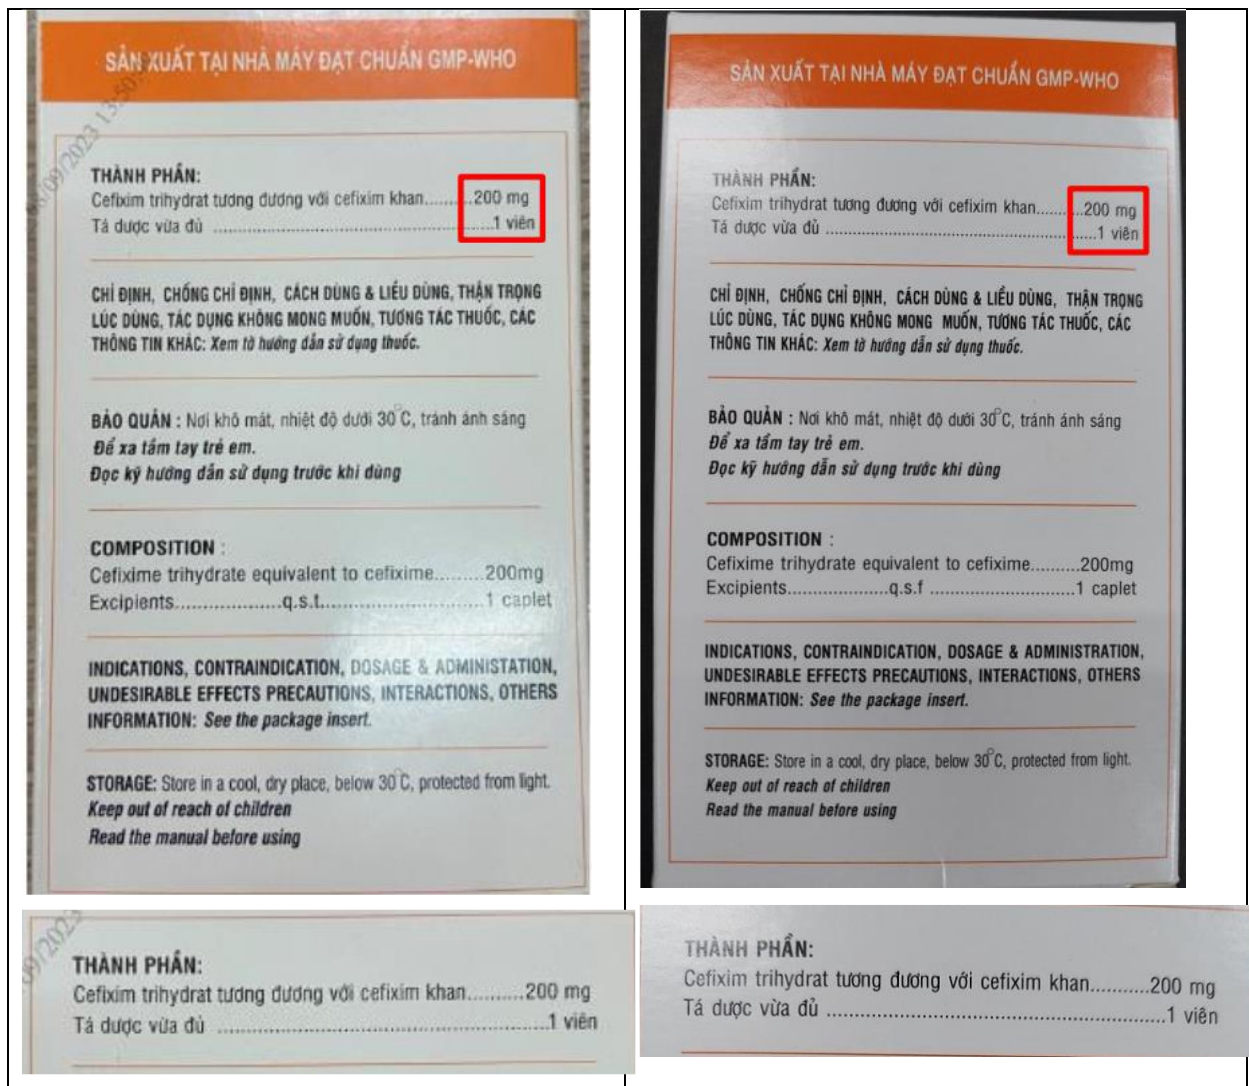 SẢN XUẤT TẠI NHÀ MÁY ĐẠT CHUẨN GMP-WHO
THÀNH PHẦN:
Cefixim trihydrat tương đương với cefixim khan..........200 mg
Tá dược vừa đủ ......................................................1 viên
CHỈ ĐỊNH, CHỐNG CHỈ ĐỊNH, CÁCH DÙNG & LIỀU DÙNG, THẬN TRỌNG
LÚC DÙNG, TÁC DỤNG KHÔNG MONG MUỐN, TƯƠNG TÁC THUỐC, CÁC
THÔNG TIN KHÁC: Xem tờ hướng dẫn sử dụng thuốc.
BẢO QUẢN : Nơi khô mát, nhiệt độ dưới 30°C, tránh ánh sáng
Để xa tầm tay trẻ em.
Đọc kỹ hướng dẫn sử dụng trước khi dùng
COMPOSITION :
Cefixime trihydrate equivalent to cefixime.........200mg
Excipients....................q.s.t..............................1 caplet
INDICATIONS, CONTRAINDICATION, DOSAGE & ADMINISTATION,
UNDESIRABLE EFFECTS PRECAUTIONS, INTERACTIONS, OTHERS
INFORMATION: See the package insert.
STORAGE: Store in a cool, dry place, below 30°C, protected from light.
Keep out of reach of children
Read the manual before using
SẢN XUẤT TẠI NHÀ MÁY ĐẠT CHUẨN GMP-WHO
THÀNH PHẦN:
Cefixim trihydrat tương đương với cefixim khan..........200 mg
Tá dược vừa đủ ......................................................1 viên
CHỈ ĐỊNH, CHỐNG CHỈ ĐỊNH, CÁCH DÙNG & LIỀU DÙNG, THẬN TRỌNG
LÚC DÙNG, TÁC DỤNG KHÔNG MONG MUỐN, TƯƠNG TÁC THUỐC, CÁC
THÔNG TIN KHÁC: Xem tờ hướng dẫn sử dụng thuốc.
BẢO QUẢN : Nơi khô mát, nhiệt độ dưới 30°C, tránh ánh sáng
Để xa tầm tay trẻ em.
Đọc kỹ hướng dẫn sử dụng trước khi dùng
COMPOSITION :
Cefixime trihydrate equivalent to cefixime.........200mg
Excipients...................q.s.f ...........................1 caplet
INDICATIONS, CONTRAINDICATION, DOSAGE & ADMINISTRATION,
UNDESIRABLE EFFECTS PRECAUTIONS, INTERACTIONS, OTHERS
INFORMATION: See the package insert.
STORAGE: Store in a cool, dry place, below 30°C, protected from light.
Keep out of reach of children
Read the manual before using
THÀNH PHẦN:
Cefixim trihydrat tương đương với cefixim khan..........200 mg
Tá dược vừa đủ ......................................................1 viên
THÀNH PHẦN:
Cefixim trihydrat tương đương với cefixim khan..........200 mg
Tá dược vừa đủ ......................................................1 viên